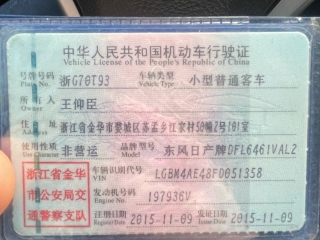 中华人民共和国机动车行驶证
Vehicle License of the People's Republic of China
号牌号码 浙G70T93 车辆类型 小型普通客车
Plate No. Vehicle Type
所有人 王仰臣
Owner
住址 浙江省金华市婺城区苏孟乡江家村50幢2号101室
Address
使用性质 非营运 品牌型号 东风日产牌DFL6461VAL2
Use Character Model
浙江省金华
市公安局交
通警察支队
车辆识别代号 LGBM4AE48FD051358
VIN
发动机号码 197936V
Engine No.
注册日期 2015-11-09 发证日期 2015-11-09
Register Date Issue Date